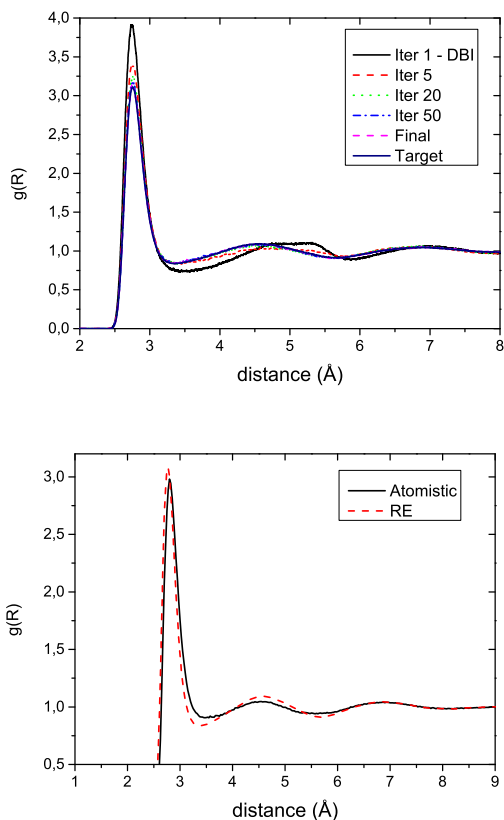 4,0
3,5
3,0
2,5
2,0
1,5
1,0
0,5
0,0
g(R)
Iter 1 - DBI
Iter 5
Iter 20
Iter 50
Final
Target
2 3 4 5 6 7 8
distance (Å)
3,0
2,5
2,0
1,5
1,0
0,5
g(R)
Atomistic
RE
1 2 3 4 5 6 7 8 9
distance (Å)